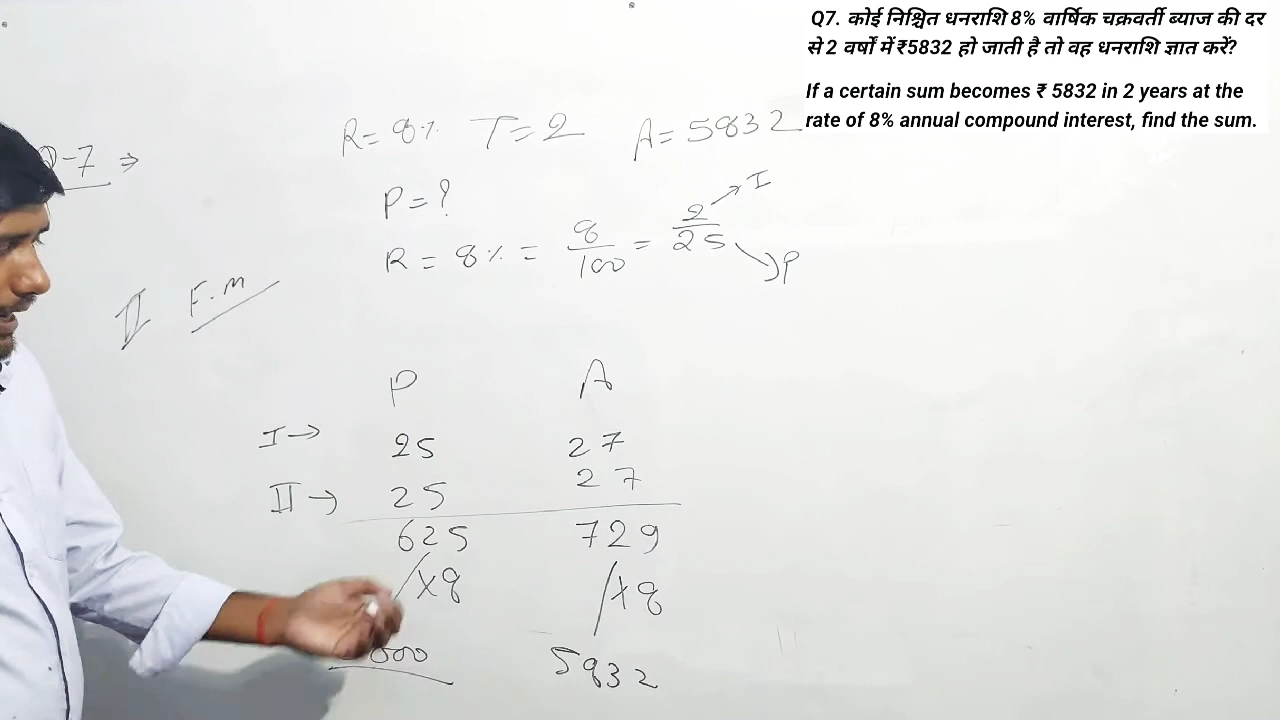 Q7. कोई निश्चित धनराशि 8% वार्षिक चक्रवर्ती ब्याज की दर
से 2 वर्षों में ₹5832 हो जाती है तो वह धनराशि ज्ञात करें?
If a certain sum becomes ₹ 5832 in 2 years at the
rate of 8% annual compound interest, find the sum.
R = 8% T = 2 A = 5832
Q-7 ⇒
P = ?
R = 8% = 8/100 = 2/25 → I
→ P
II F.M
P A
I → 25 27
II → 25 27
625 729
/×8 /×8
000 5832